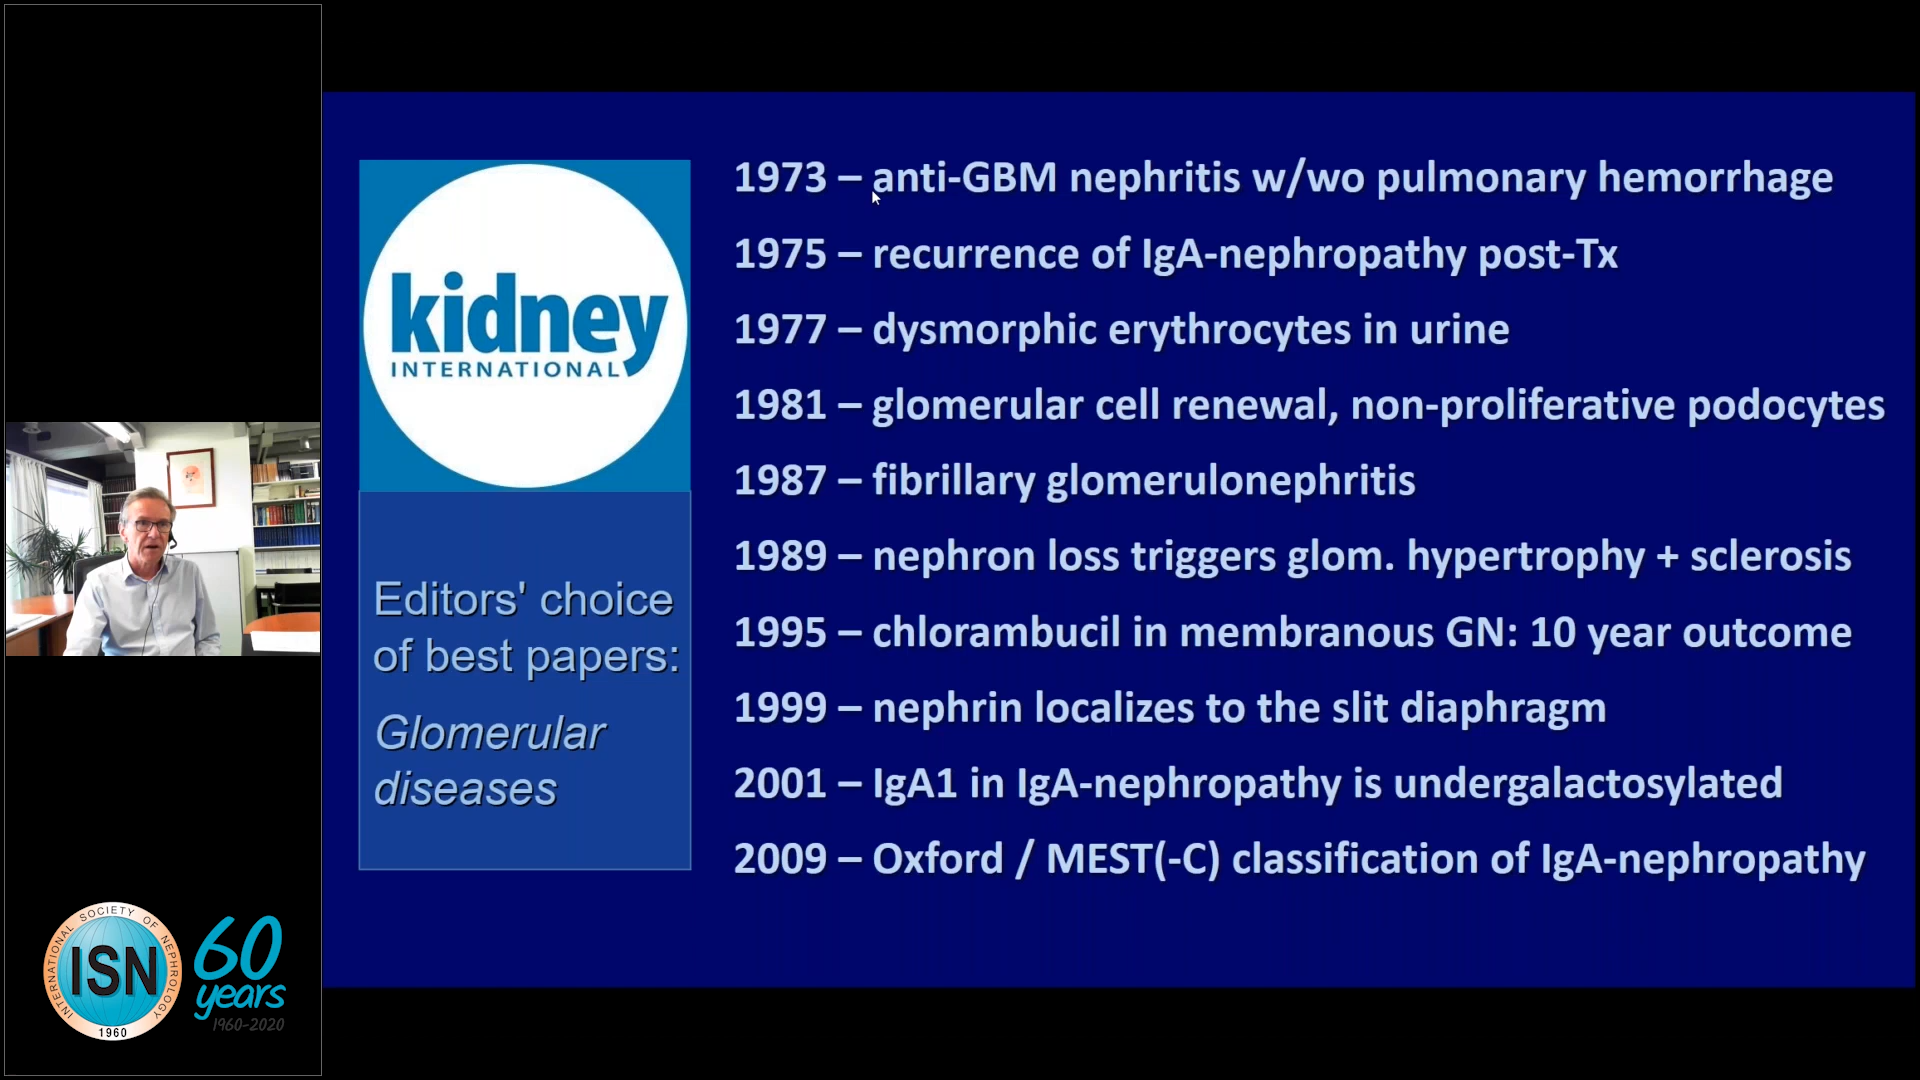 kidney
INTERNATIONAL
Editors' choice
of best papers:
Glomerular
diseases
1973 – anti-GBM nephritis w/wo pulmonary hemorrhage
1975 – recurrence of IgA-nephropathy post-Tx
1977 – dysmorphic erythrocytes in urine
1981 – glomerular cell renewal, non-proliferative podocytes
1987 – fibrillary glomerulonephritis
1989 – nephron loss triggers glom. hypertrophy + sclerosis
1995 – chlorambucil in membranous GN: 10 year outcome
1999 – nephrin localizes to the slit diaphragm
2001 – IgA1 in IgA-nephropathy is undergalactosylated
2009 – Oxford / MEST(-C) classification of IgA-nephropathy
INTERNATIONAL SOCIETY OF NEPHROLOGY
ISN
1960
60
years
1960-2020